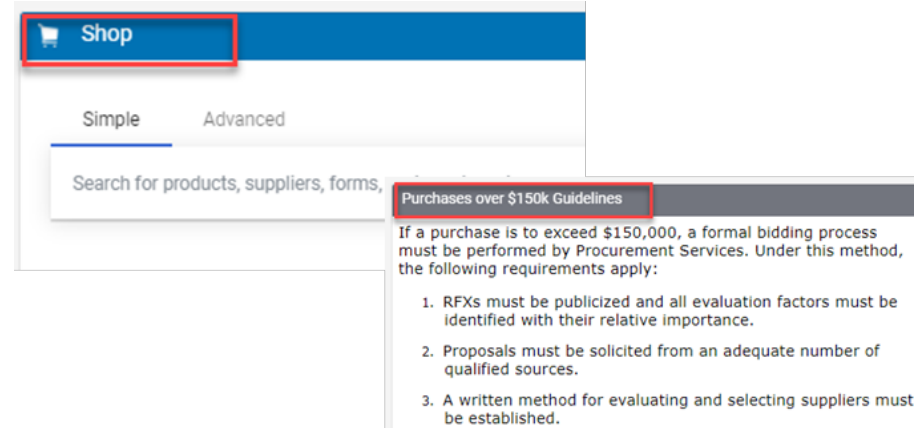 Shop
Simple
Advanced
Search for products, suppliers, forms,
Purchases over $150k Guidelines
If a purchase is to exceed $150,000, a formal bidding process
must be performed by Procurement Services. Under this method,
the following requirements apply:
1. RFXs must be publicized and all evaluation factors must be
identified with their relative importance.
2. Proposals must be solicited from an adequate number of
qualified sources.
3. A written method for evaluating and selecting suppliers must
be established.